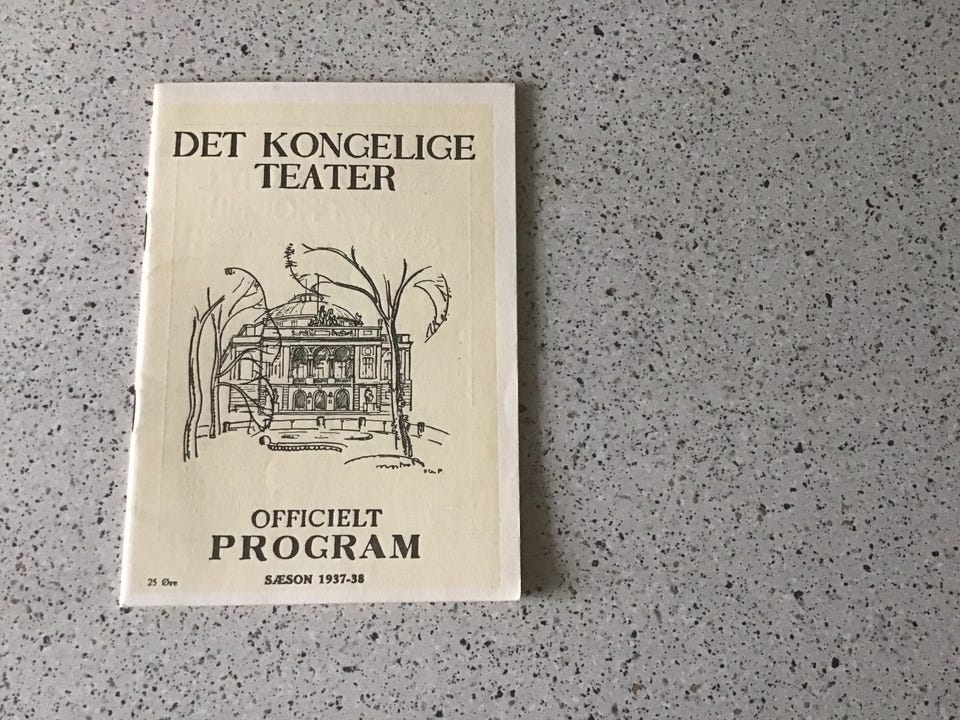 DET KONGELIGE
TEATER
OFFICIELT
PROGRAM
25 Øre
SÆSON 1937-38